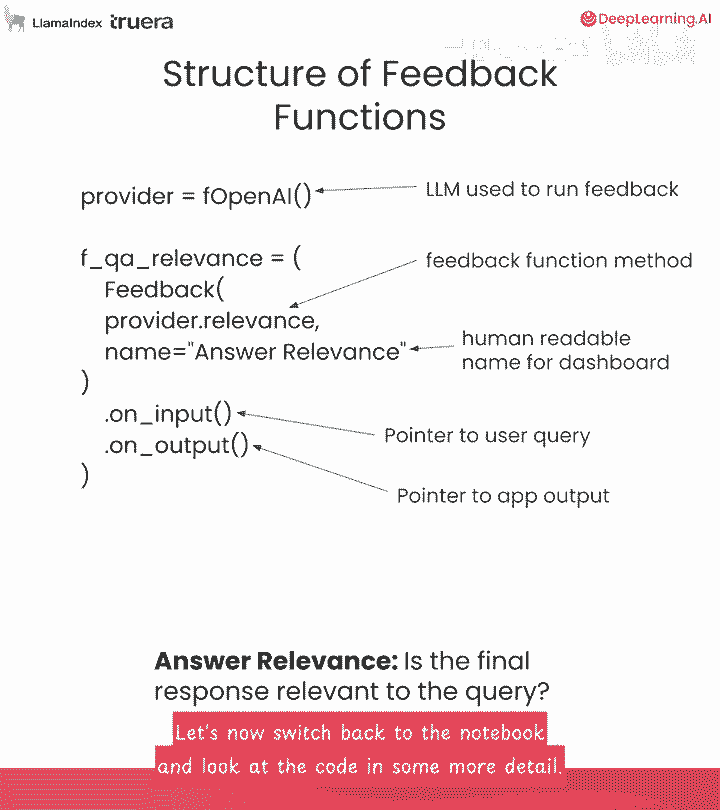 LlamaIndex truera DeepLearning.AI
Structure of Feedback
Functions
provider = fOpenAI()
LLM used to run feedback
f_qa_relevance = (
feedback function method
Feedback(
provider.relevance,
name="Answer Relevance"
human readable
name for dashboard
)
.on_input()
Pointer to user query
.on_output()
)
Pointer to app output
Answer Relevance: Is the final
response relevant to the query?
Let's now switch back to the notebook
and look at the code in some more detail.